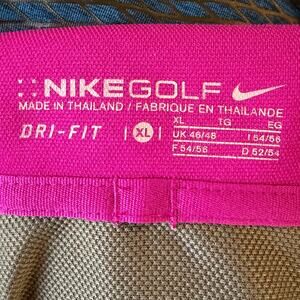 NIKEGOLF
MADE IN THAILAND / FABRIQUE EN THAILANDE
DRI-FIT XL
XL TG EG
UK 46/48 I 54/56
F 54/56 D 52/54